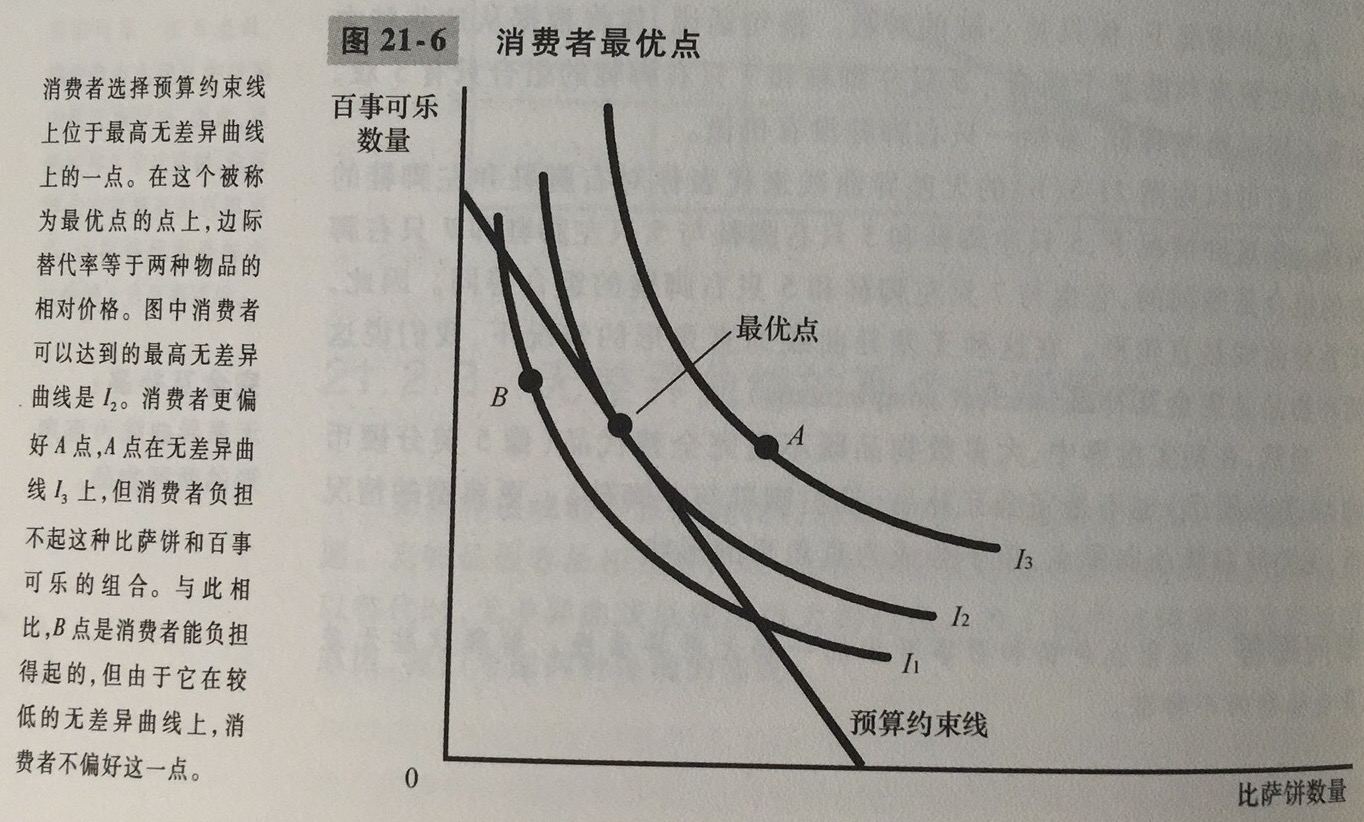 图 21-6 消费者最优点
消费者选择预算约束线
上位于最高无差异曲线
上的一点。在这个被称
为最优点的点上,边际
替代率等于两种物品的
相对价格。图中消费者
可以达到的最高无差异
曲线是 I₂。消费者更偏
好 A 点,A 点在无差异曲
线 I₃ 上,但消费者负担
不起这种比萨饼和百事
可乐的组合。与此相
比,B 点是消费者能负担
得起的,但由于它在较
低的无差异曲线上,消
费者不偏好这一点。
百事可乐
数量
最优点
B
A
I₃
I₂
I₁
预算约束线
0
比萨饼数量